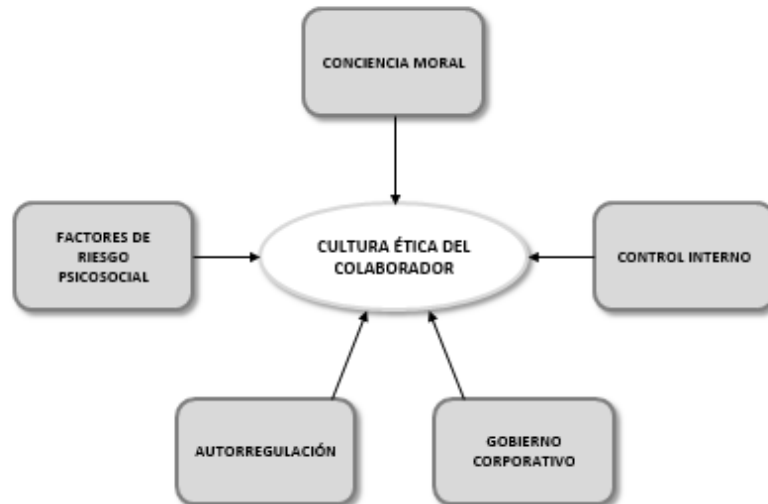 CONCIENCIA MORAL
FACTORES DE
RIESGO
PSICOSOCIAL
CULTURA ÉTICA DEL
COLABORADOR
CONTROL INTERNO
AUTORREGULACIÓN
GOBIERNO
CORPORATIVO